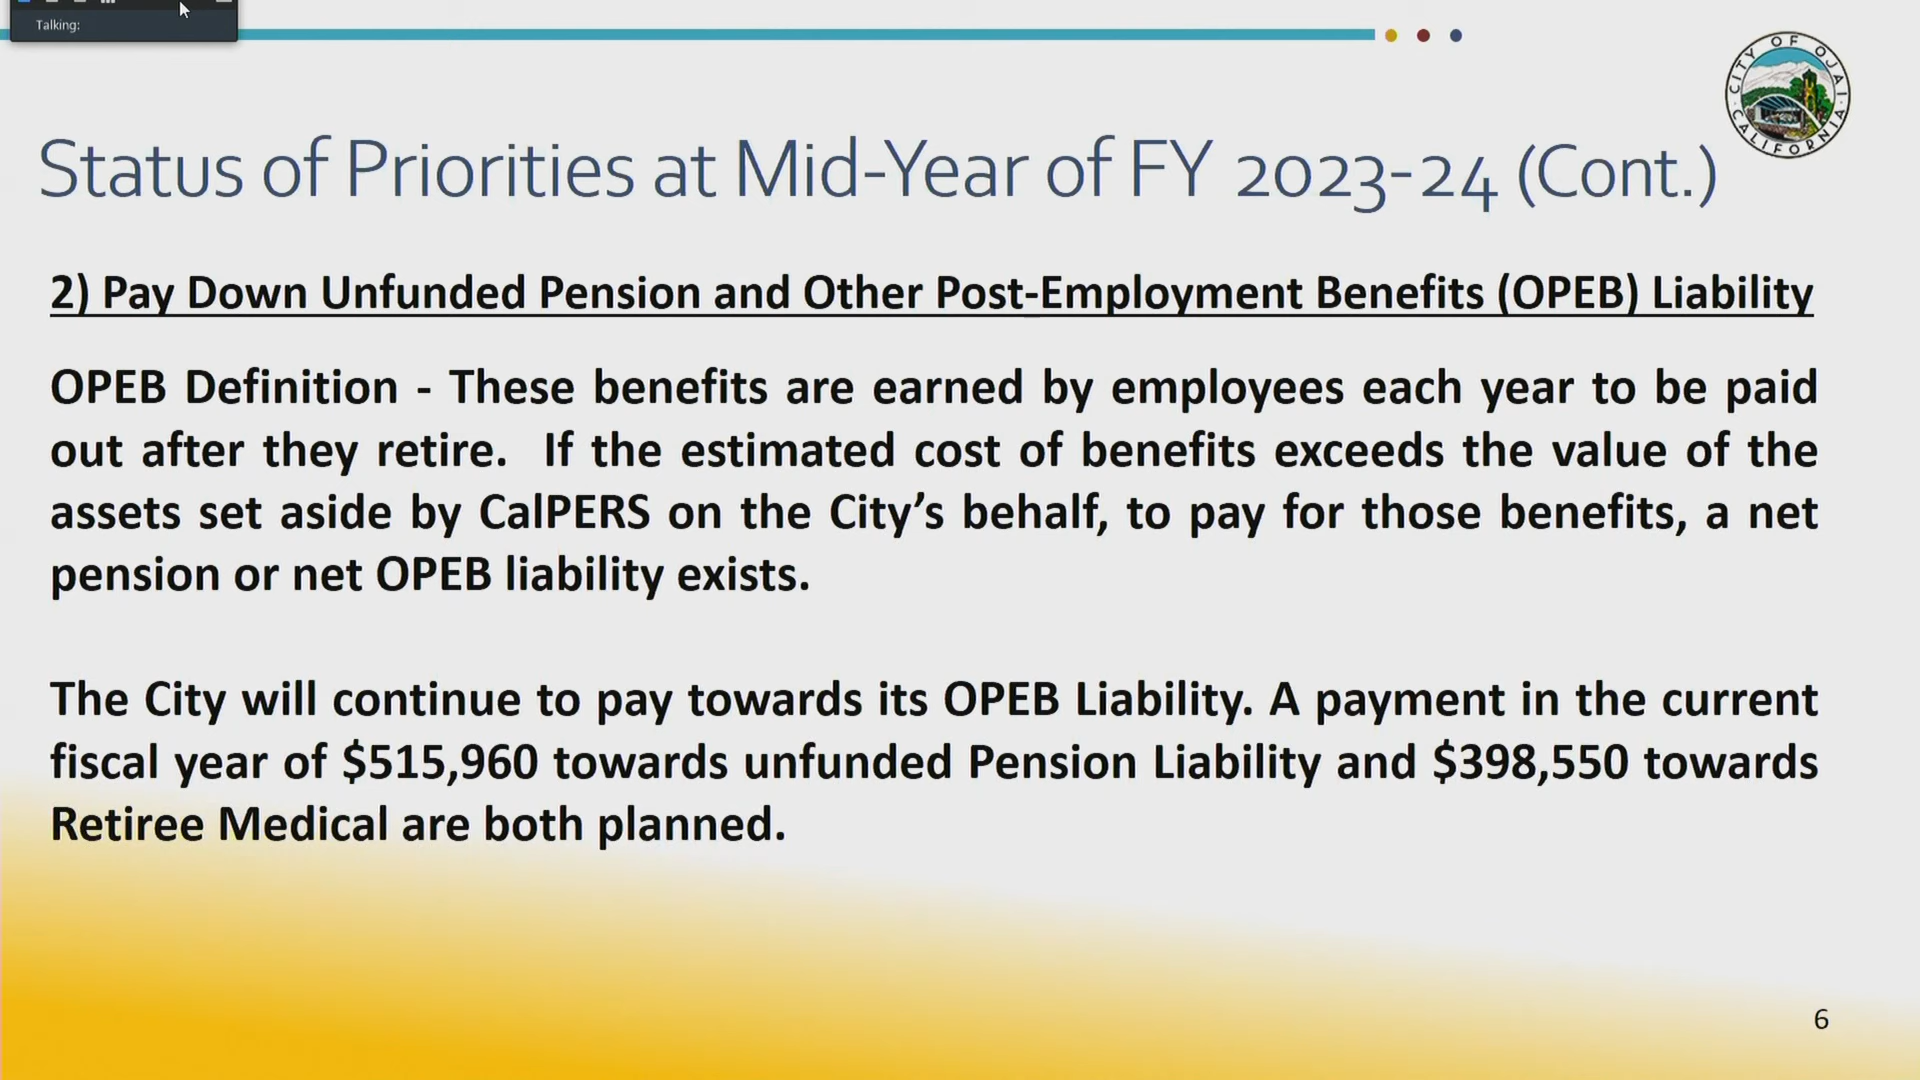 Talking:
CITY OF OJAI
CALIFORNIA
Status of Priorities at Mid-Year of FY 2023-24 (Cont.)
2) Pay Down Unfunded Pension and Other Post-Employment Benefits (OPEB) Liability
OPEB Definition - These benefits are earned by employees each year to be paid
out after they retire.  If the estimated cost of benefits exceeds the value of the
assets set aside by CalPERS on the City’s behalf, to pay for those benefits, a net
pension or net OPEB liability exists.
The City will continue to pay towards its OPEB Liability. A payment in the current
fiscal year of $515,960 towards unfunded Pension Liability and $398,550 towards
Retiree Medical are both planned.
6